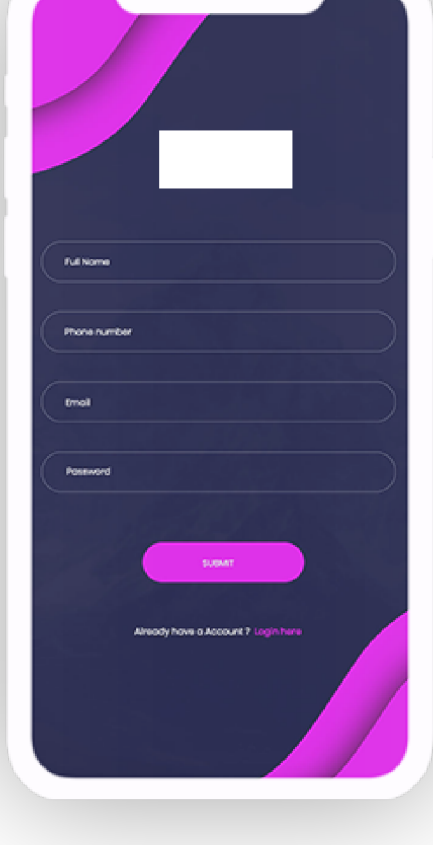 Full Name
Phone number
Email
Password
SUBMIT
Already have a Account ? Login here